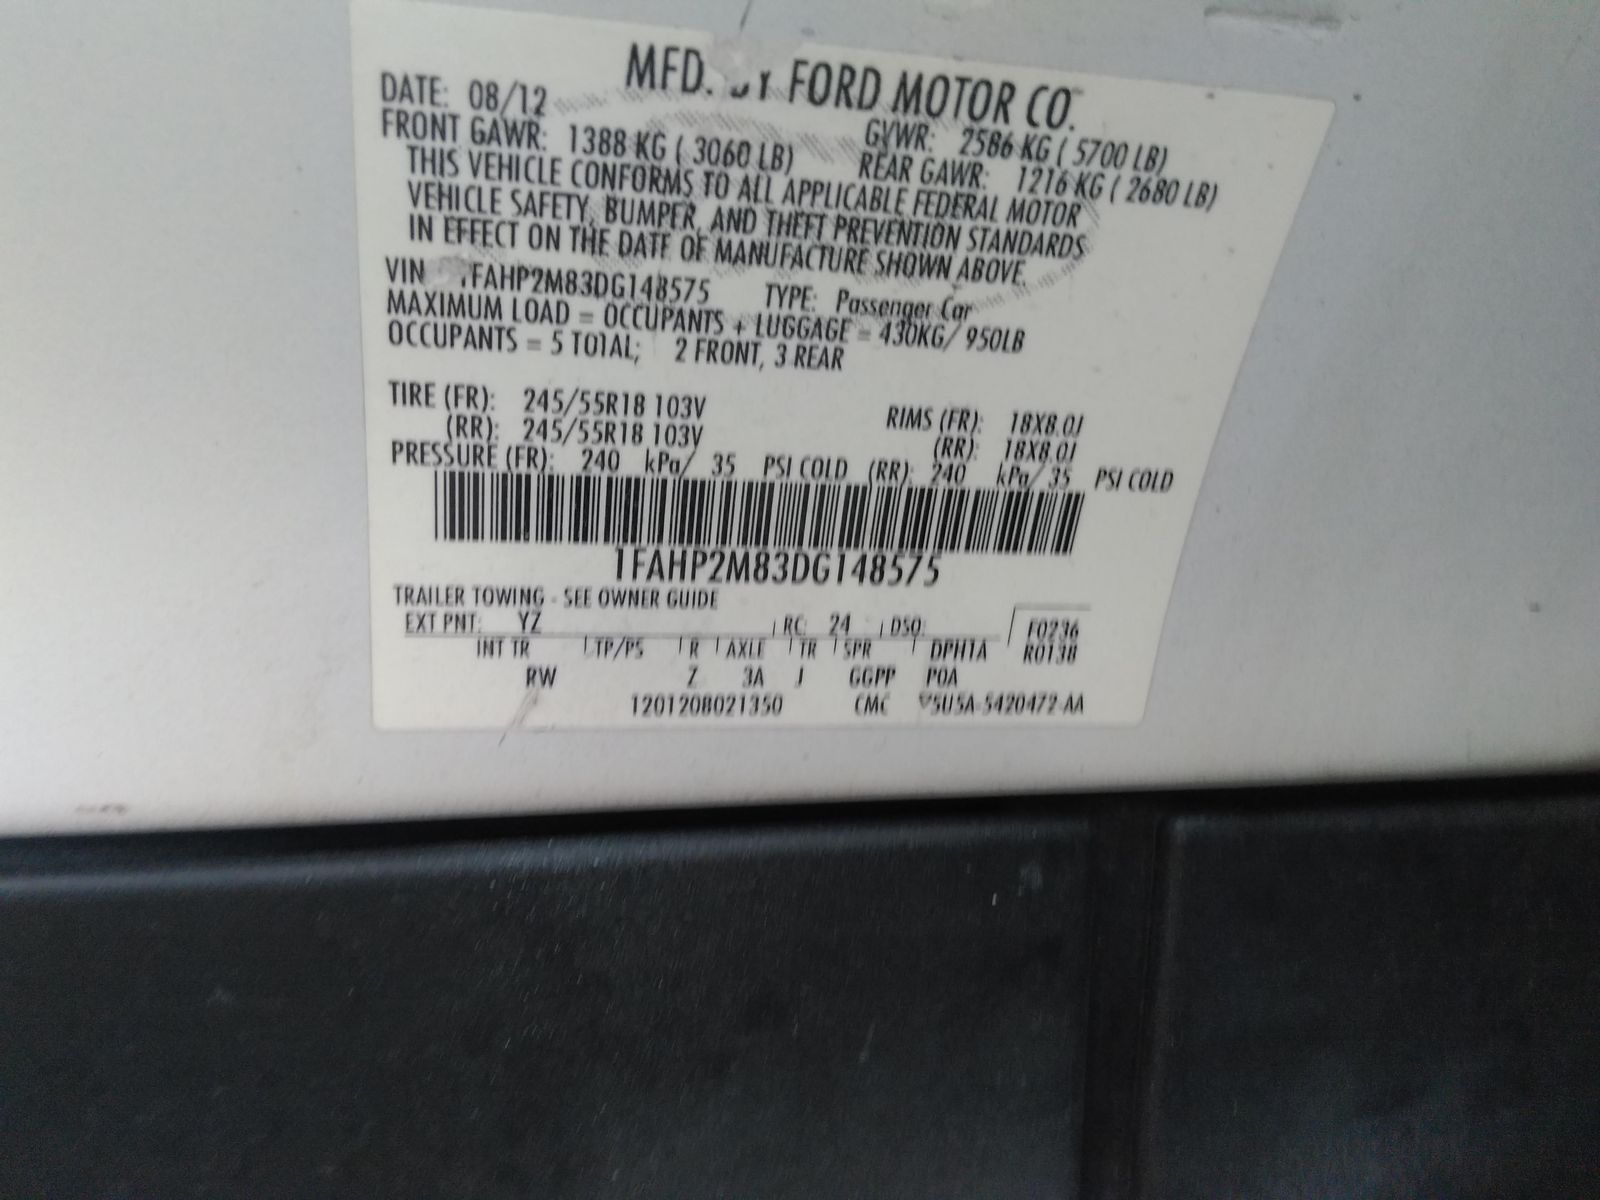 MFD. BY FORD MOTOR CO.
DATE: 08/12 GVWR: 2586 KG ( 5700 LB)
FRONT GAWR: 1388 KG ( 3060 LB) REAR GAWR: 1216 KG ( 2680 LB)
THIS VEHICLE CONFORMS TO ALL APPLICABLE FEDERAL MOTOR
VEHICLE SAFETY, BUMPER, AND THEFT PREVENTION STANDARDS
IN EFFECT ON THE DATE OF MANUFACTURE SHOWN ABOVE.
VIN 1FAHP2M83DG148575 TYPE: Passenger Car
MAXIMUM LOAD = OCCUPANTS + LUGGAGE = 430KG/ 950LB
OCCUPANTS = 5 TOTAL; 2 FRONT, 3 REAR
TIRE (FR): 245/55R18 103V RIMS (FR): 18X8.0J
(RR): 245/55R18 103V (RR): 18X8.0J
PRESSURE (FR): 240 kPa/ 35 PSI COLD (RR): 240 kPa/ 35 PSI COLD
1FAHP2M83DG148575
TRAILER TOWING - SEE OWNER GUIDE
EXT PNT: YZ RC: 24 DSO: F0236
INT TR TP/PS R AXLE TR SPR DPH1A R0138
RW Z 3A J GGPP POA
1201208021350 CMC 5U5A-5420472-AA